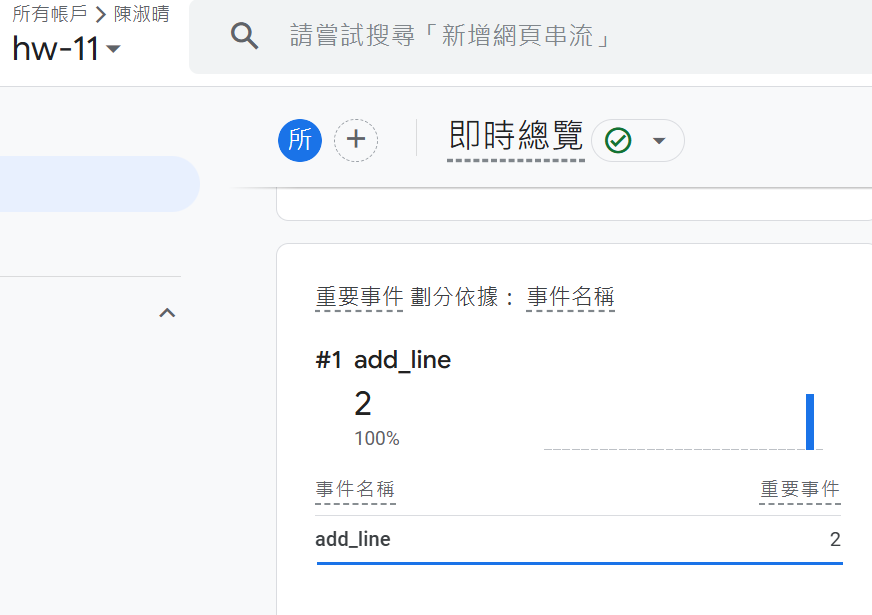 所有帳戶 > 陳淑晴
hw-11
請嘗試搜尋「新增網頁串流」
所
即時總覽
重要事件 劃分依據： 事件名稱
#1 add_line
2
100%
事件名稱 重要事件
add_line 2